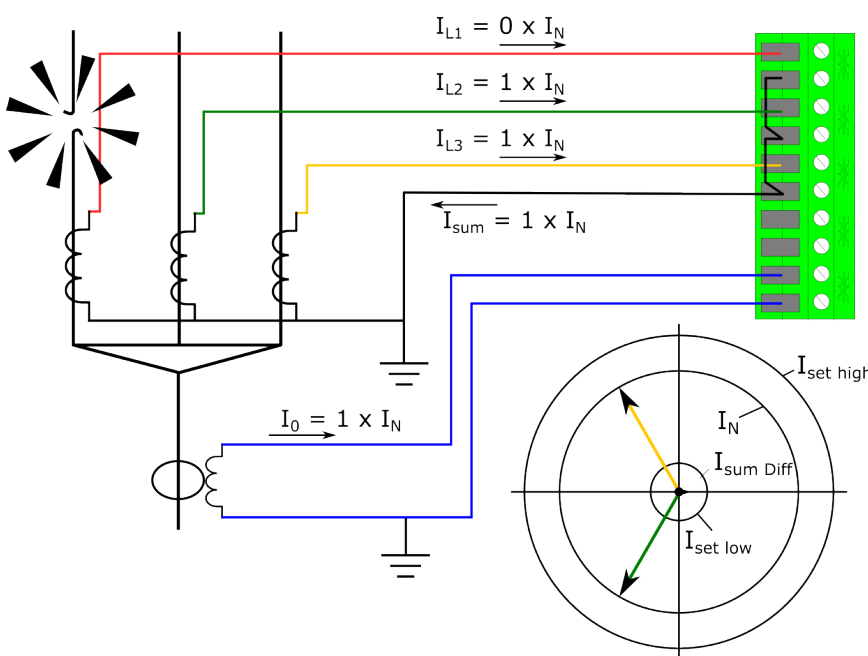 I_L1 = 0 x I_N
I_L2 = 1 x I_N
I_L3 = 1 x I_N
I_sum = 1 x I_N
I_0 = 1 x I_N
I_set high
I_N
I_sum Diff
I_set low